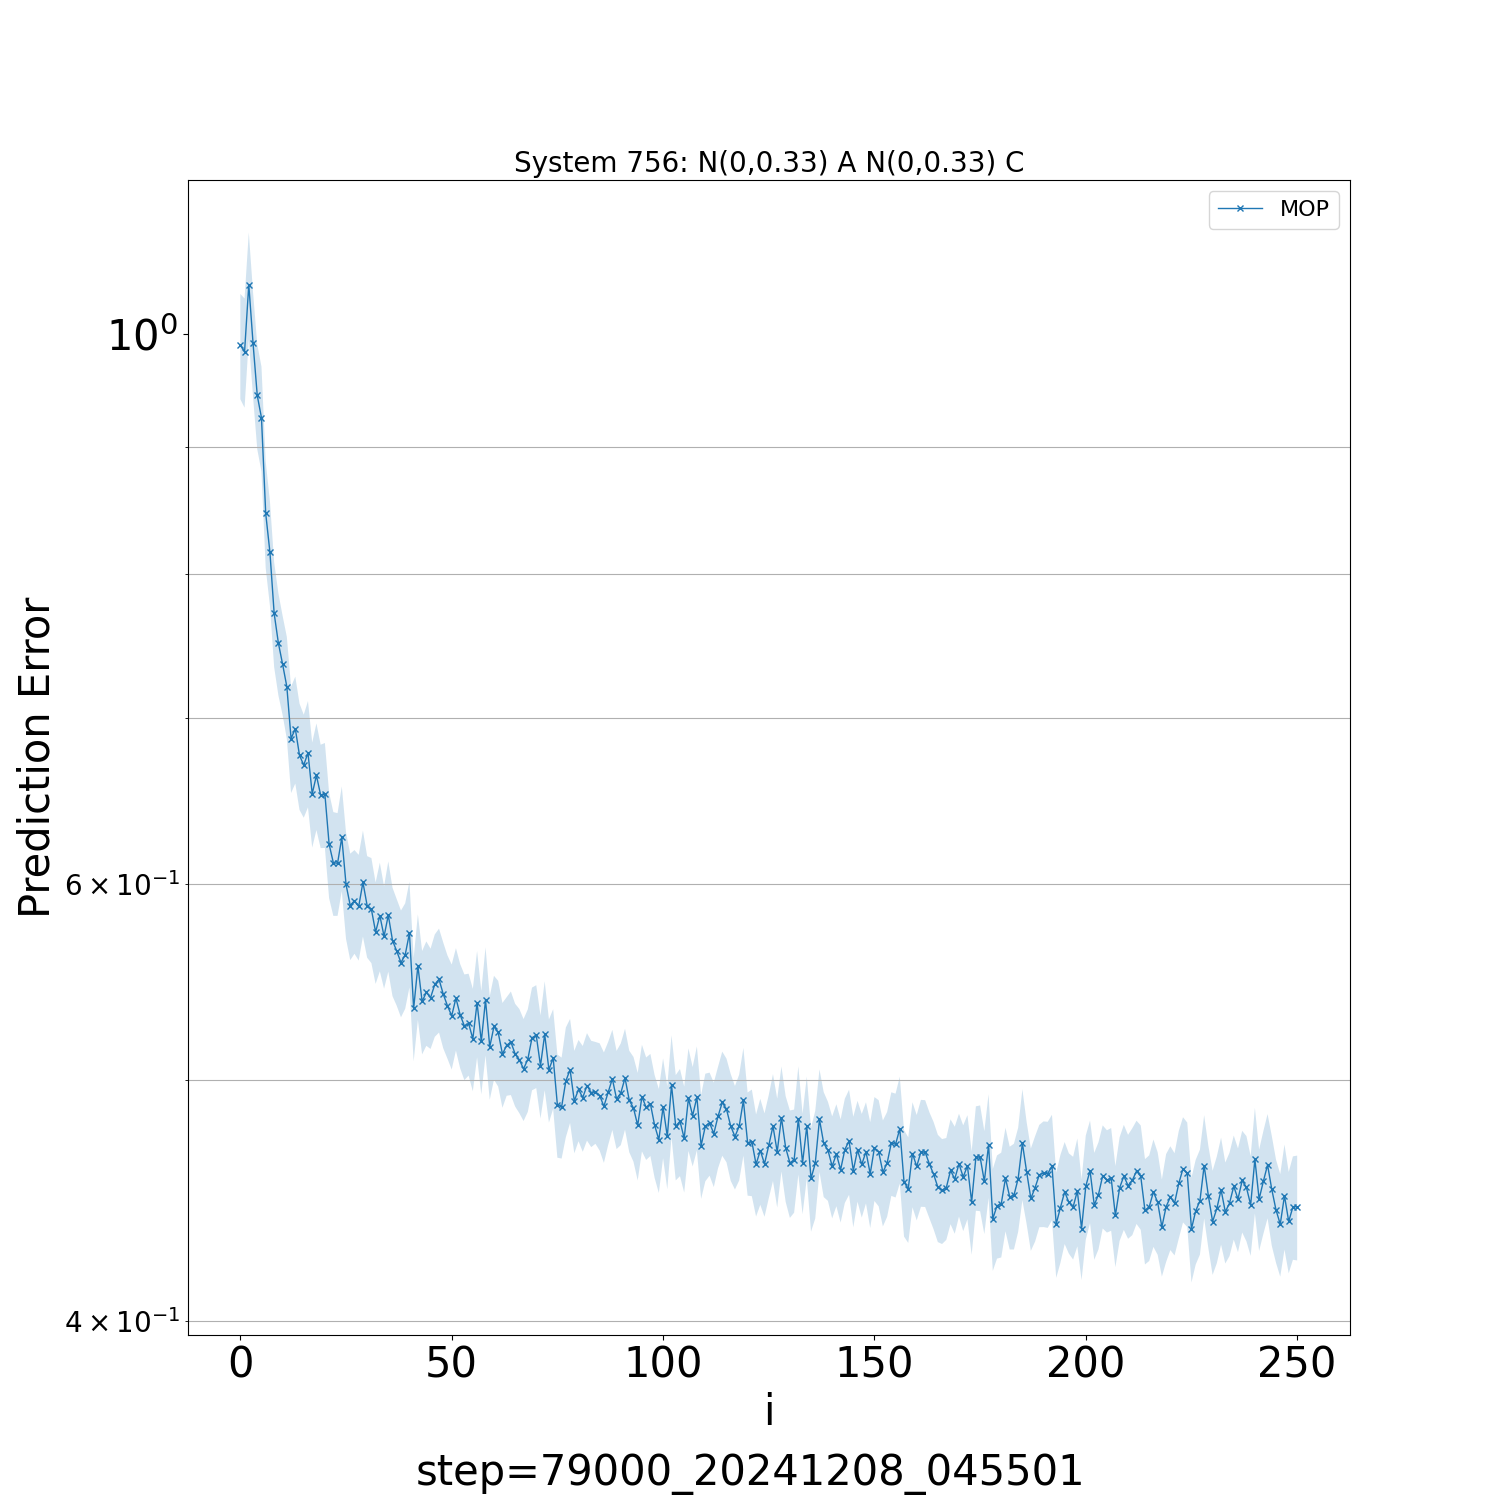 System 756: N(0,0.33) A N(0,0.33) C
MOP
10⁰
6 × 10⁻¹
4 × 10⁻¹
Prediction Error
0 50 100 150 200 250
i
step=79000_20241208_045501